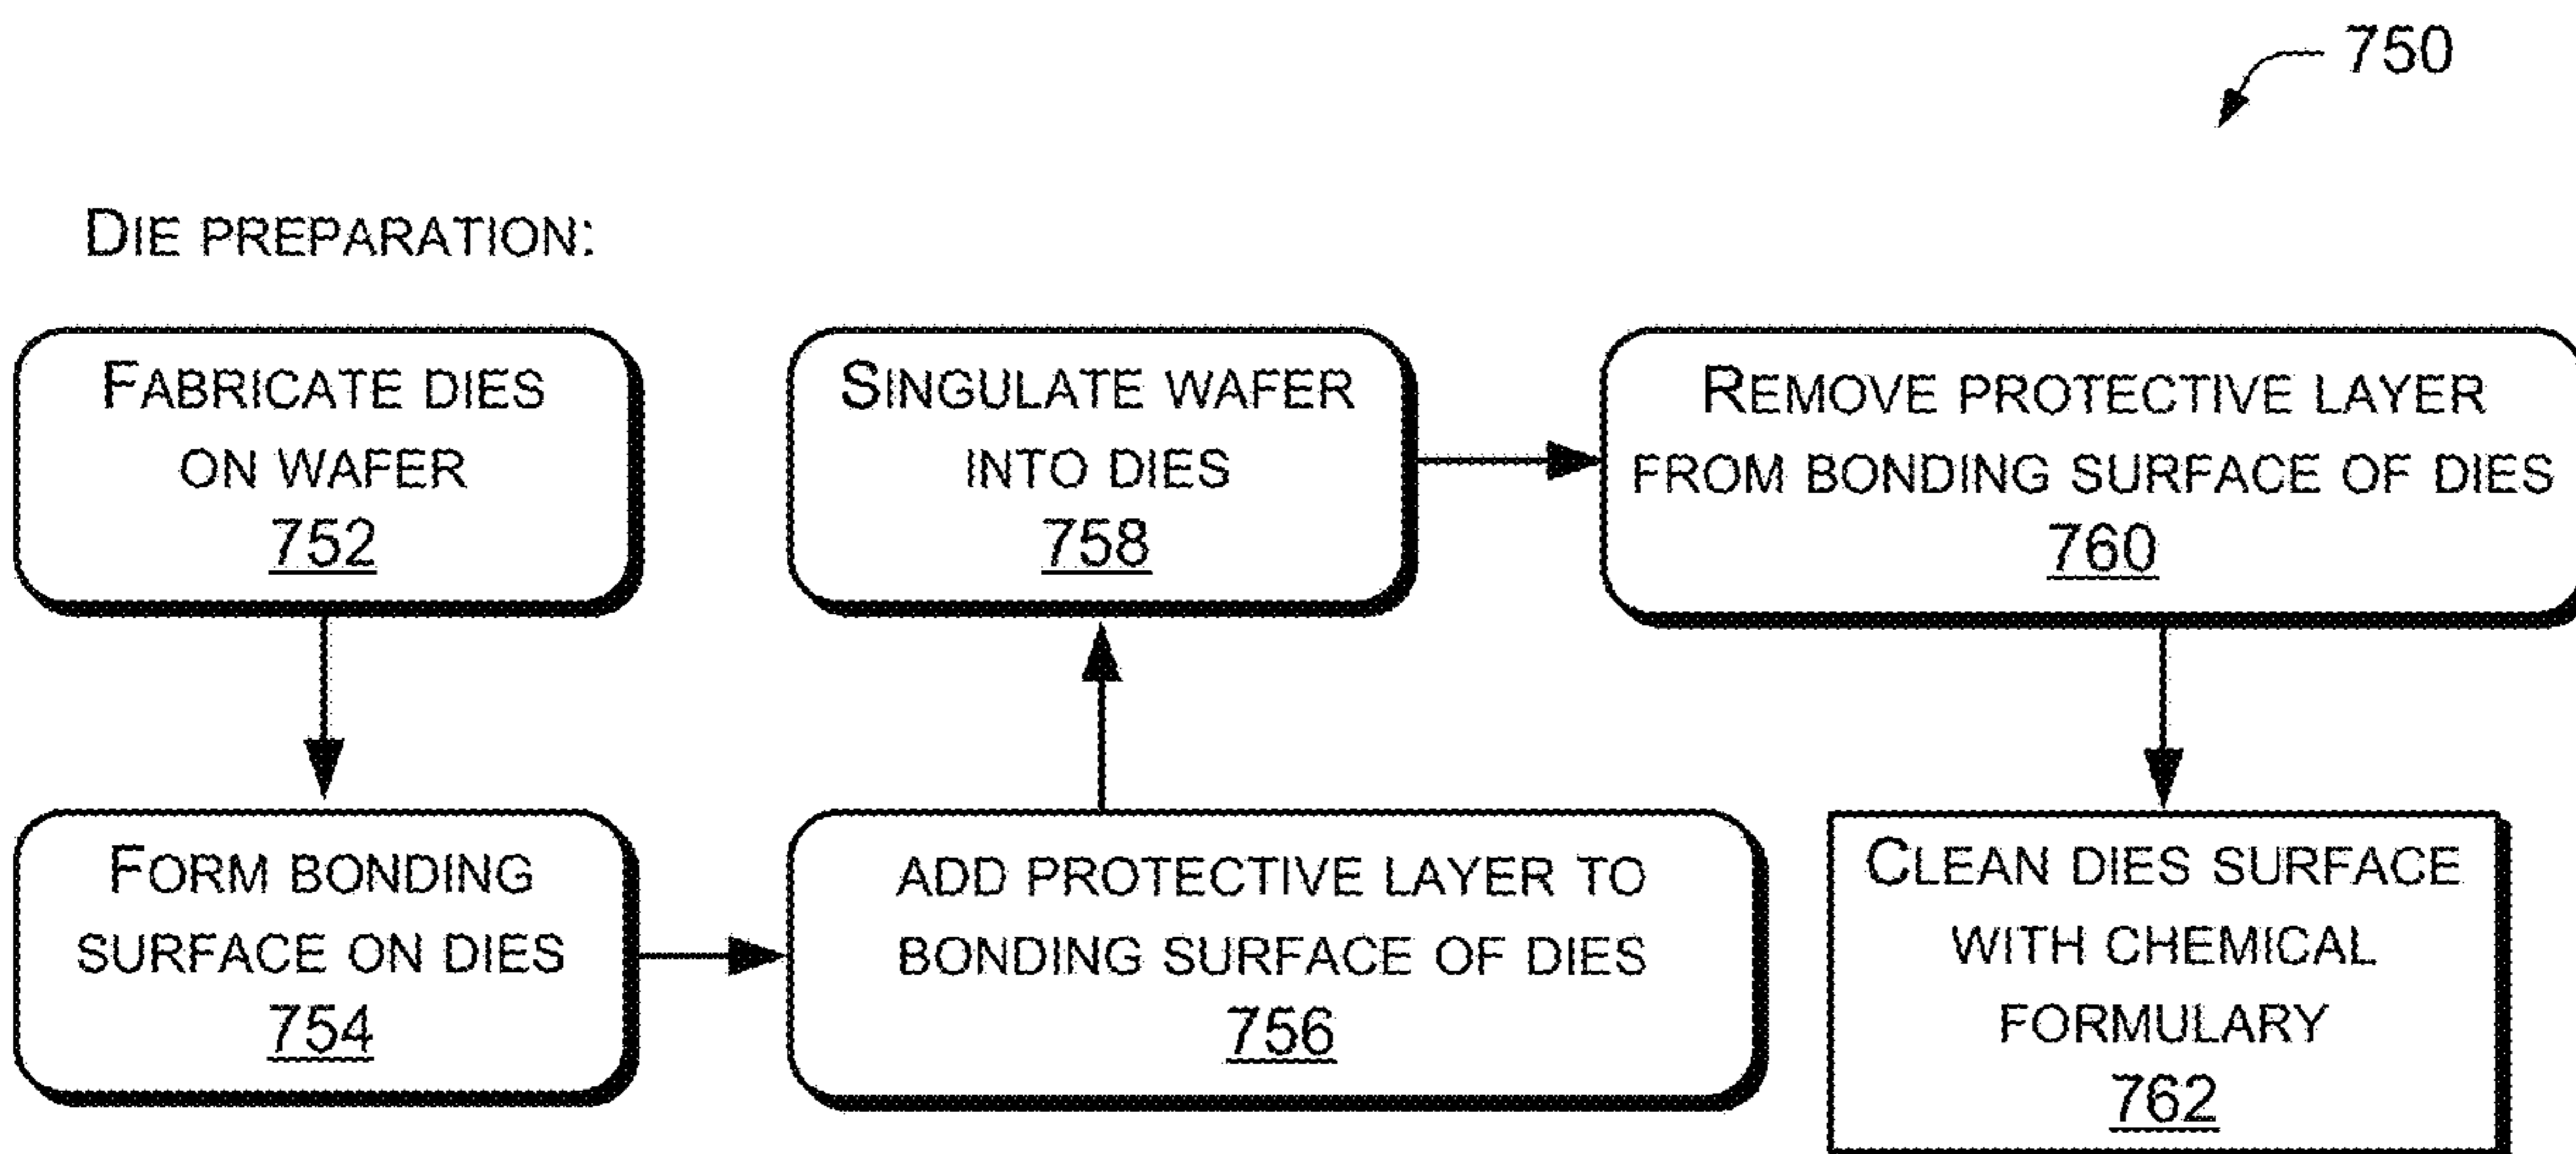 750
DIE PREPARATION:
FABRICATE DIES
ON WAFER
752
FORM BONDING
SURFACE ON DIES
754
ADD PROTECTIVE LAYER TO
BONDING SURFACE OF DIES
756
SINGULATE WAFER
INTO DIES
758
REMOVE PROTECTIVE LAYER
FROM BONDING SURFACE OF DIES
760
CLEAN DIES SURFACE
WITH CHEMICAL
FORMULARY
762